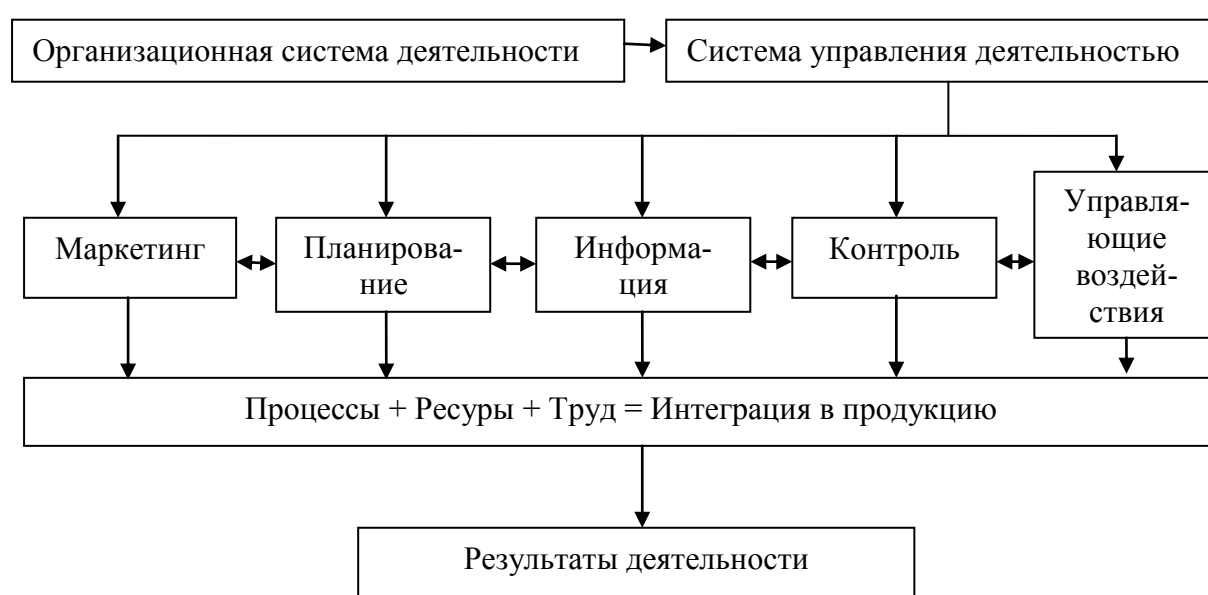 Организационная система деятельности
Система управления деятельностью
Маркетинг
Планирова-
ние
Информа-
ция
Контроль
Управля-
ющие
воздей-
ствия
Процессы + Ресуры + Труд = Интеграция в продукцию
Результаты деятельности